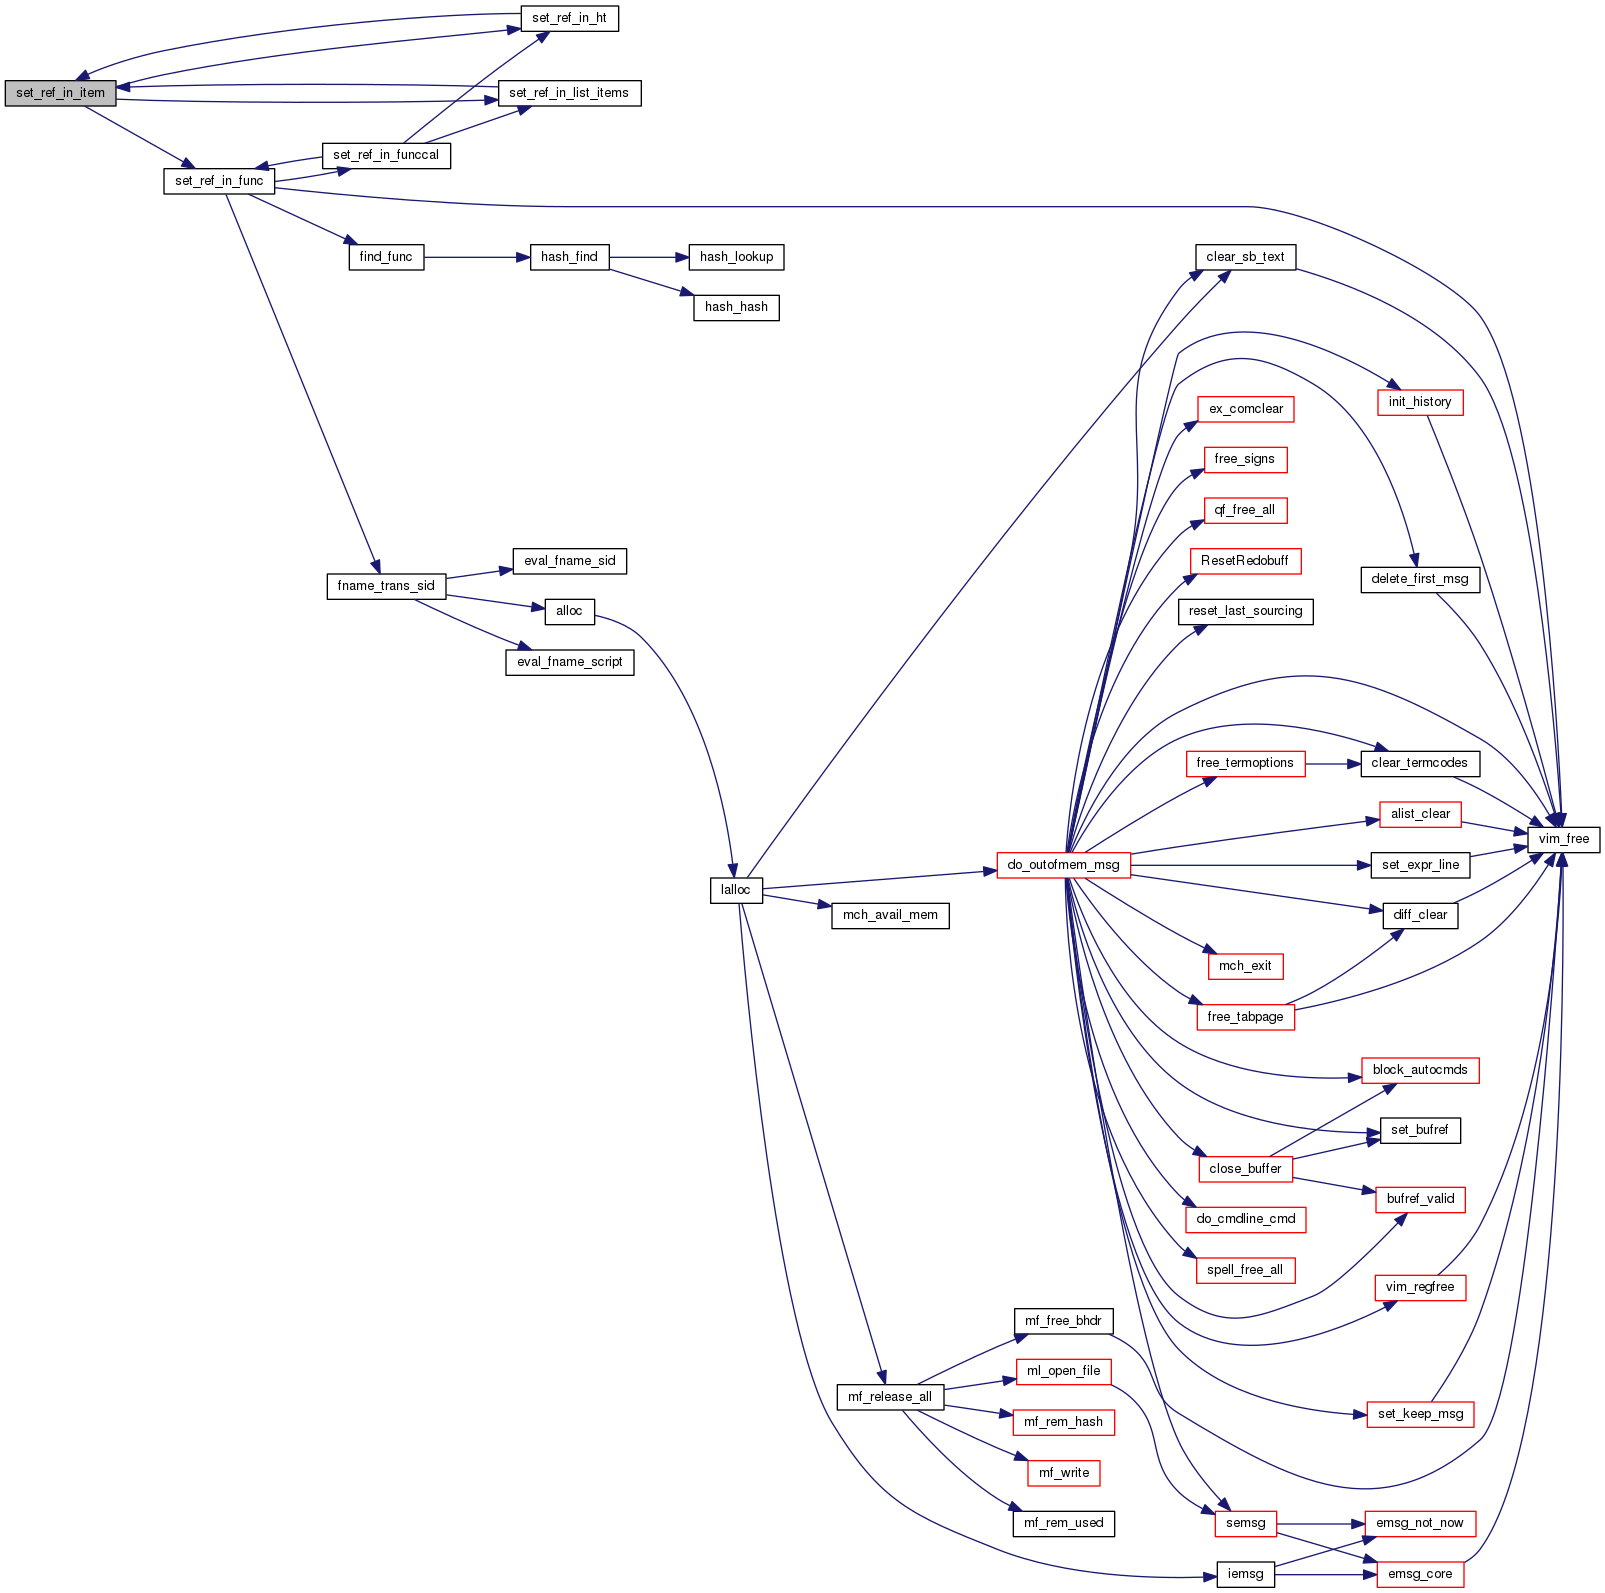 set_ref_in_ht
set_ref_in_item
set_ref_in_list_items
set_ref_in_funccal
set_ref_in_func
find_func
hash_find
hash_lookup
clear_sb_text
hash_hash
init_history
ex_comclear
free_signs
qf_free_all
ResetRedobuff
eval_fname_sid
delete_first_msg
fname_trans_sid
alloc
reset_last_sourcing
eval_fname_script
free_termoptions
clear_termcodes
alist_clear
vim_free
do_outofmem_msg
set_expr_line
lalloc
mch_avail_mem
diff_clear
mch_exit
free_tabpage
block_autocmds
set_bufref
close_buffer
bufref_valid
do_cmdline_cmd
spell_free_all
vim_regfree
mf_free_bhdr
ml_open_file
mf_release_all
set_keep_msg
mf_rem_hash
mf_write
mf_rem_used
semsg
emsg_not_now
iemsg
emsg_core